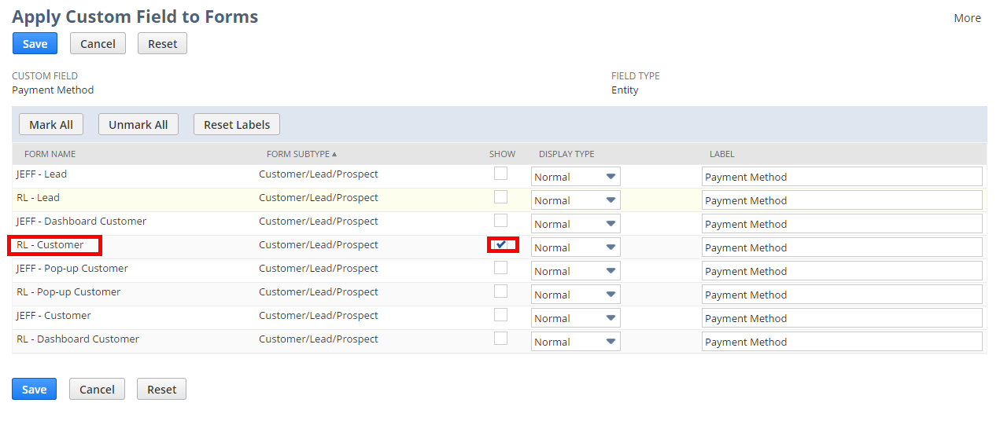 Apply Custom Field to Forms
More
Save Cancel Reset
CUSTOM FIELD FIELD TYPE
Payment Method Entity
Mark All Unmark All Reset Labels
FORM NAME FORM SUBTYPE SHOW DISPLAY TYPE LABEL
JEFF - Lead Customer/Lead/Prospect Normal Payment Method
RL - Lead Customer/Lead/Prospect Normal Payment Method
JEFF - Dashboard Customer Customer/Lead/Prospect Normal Payment Method
RL - Customer Customer/Lead/Prospect Normal Payment Method
JEFF - Pop-up Customer Customer/Lead/Prospect Normal Payment Method
RL - Pop-up Customer Customer/Lead/Prospect Normal Payment Method
JEFF - Customer Customer/Lead/Prospect Normal Payment Method
RL - Dashboard Customer Customer/Lead/Prospect Normal Payment Method
Save Cancel Reset